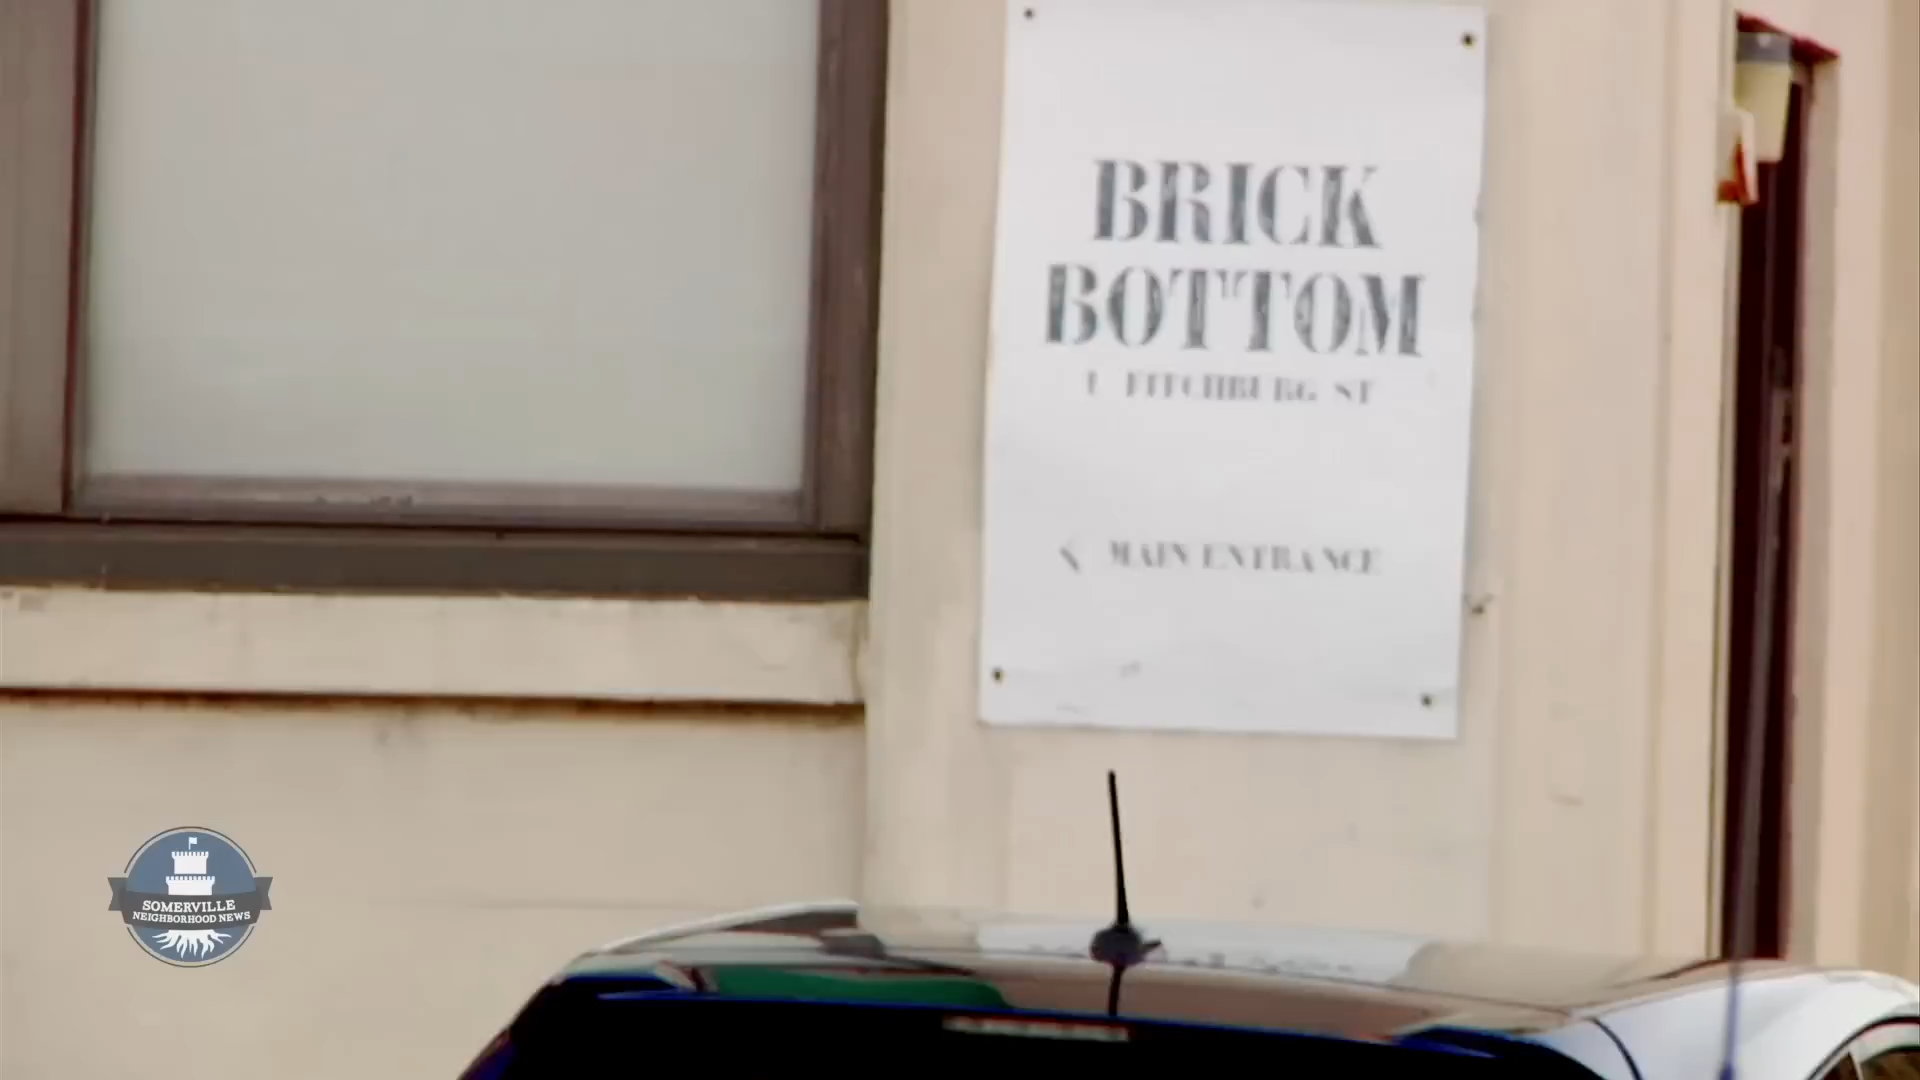 BRICK
BOTTOM
1 FITCHBURG ST
< MAIN ENTRANCE
SOMERVILLE
NEIGHBORHOOD NEWS